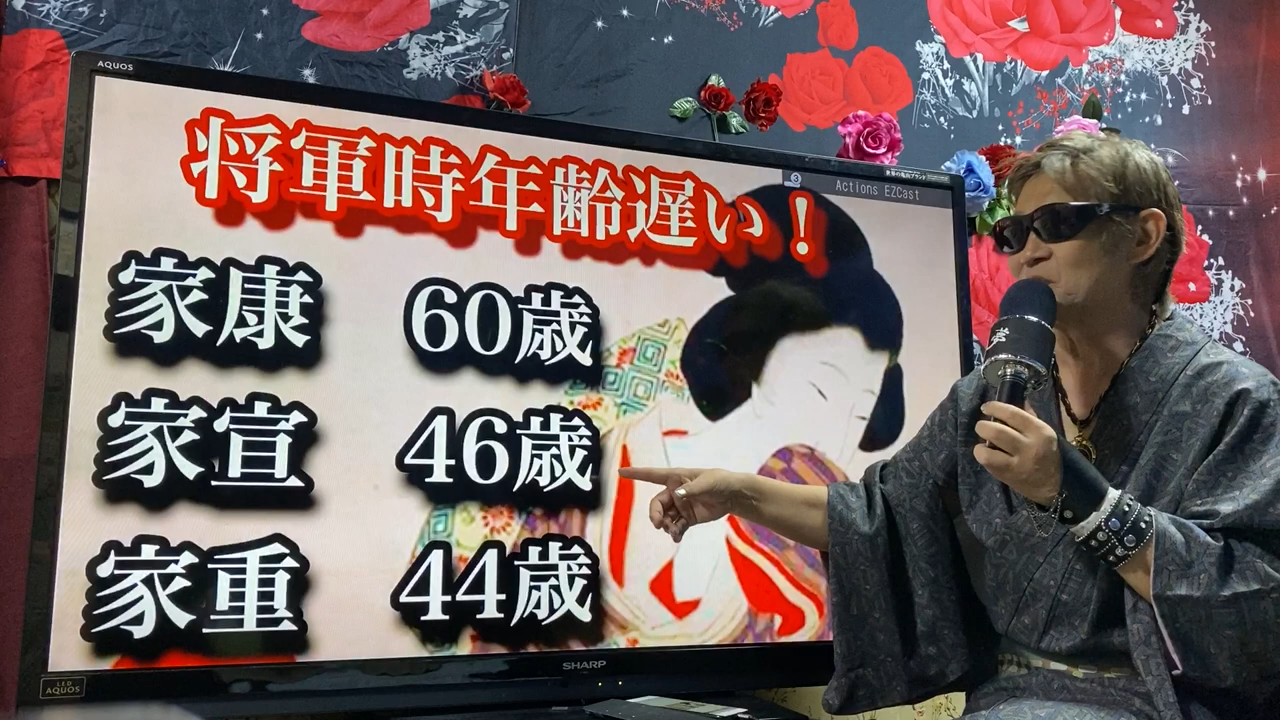 AQUOS
将軍時年齢遅い！
Actions EZCast
家康 60歳
家宣 46歳
家重 44歳
SHARP
LED
AQUOS